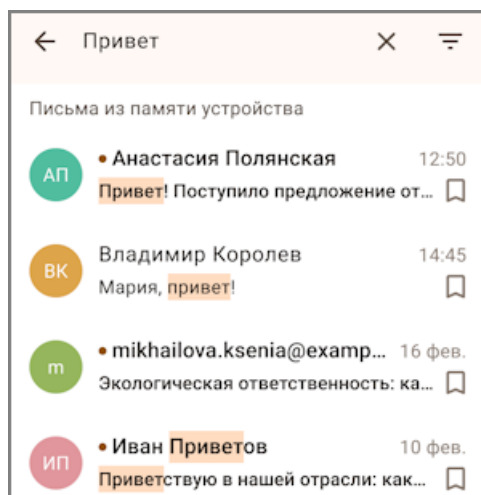 Привет
Письма из памяти устройства
АП
• Анастасия Полянская 12:50
Привет! Поступило предложение от...
ВК
Владимир Королев 14:45
Мария, привет!
m
• mikhailova.ksenia@examp... 16 фев.
Экологическая ответственность: ка...
ИП
• Иван Приветов 10 фев.
Приветствую в нашей отрасли: как...